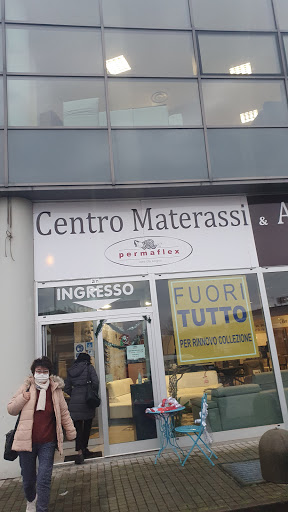 Centro Materassi & A
permaflex
INGRESSO
FUORI
TUTTO
PER RINNOVO COLLEZIONE